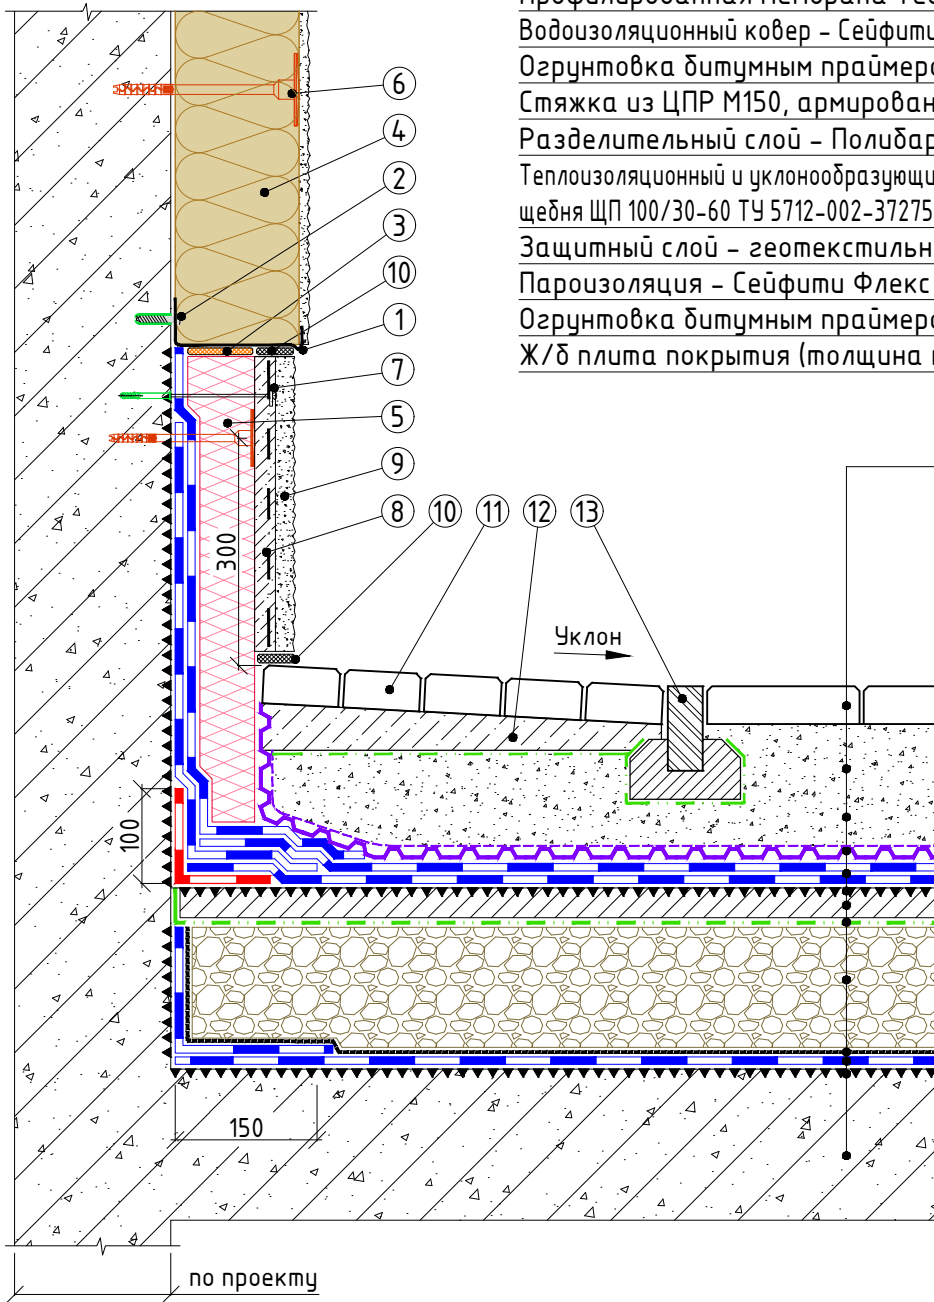 Водоизоляционный ковер - Сейфити
Огрунтовка битумным праймеро
Стяжка из ЦПР М150, армирован
Разделительный слой - Полибар
Теплоизоляционный и уклонообразующи
щебня ЩП 100/30-60 ТУ 5712-002-37275
Защитный слой - геотекстильн
Пароизоляция - Сейфити Флекс
Огрунтовка битумным праймеро
Ж/б плита покрытия (толщина
6
4
2
3
10
1
7
5
9
8 10 11 12 13
300
Уклон
100
150
по проекту